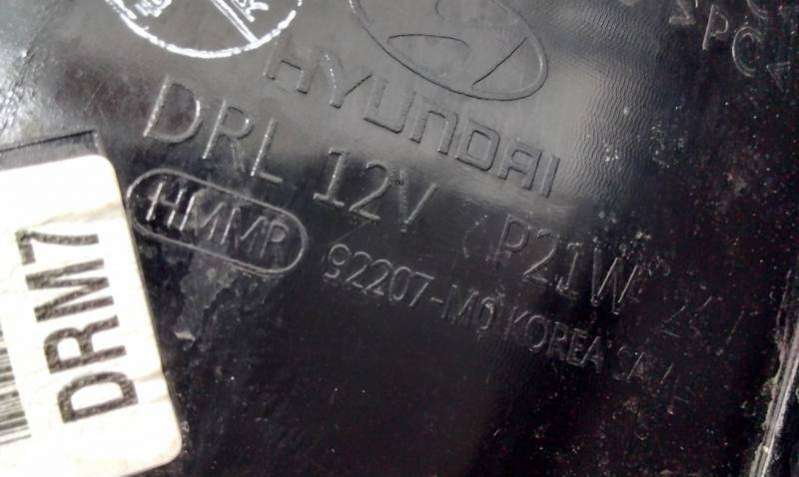 HYUNDAI
DRL 12V P21W
HMMR
92207-M0 KOREA
DRM7